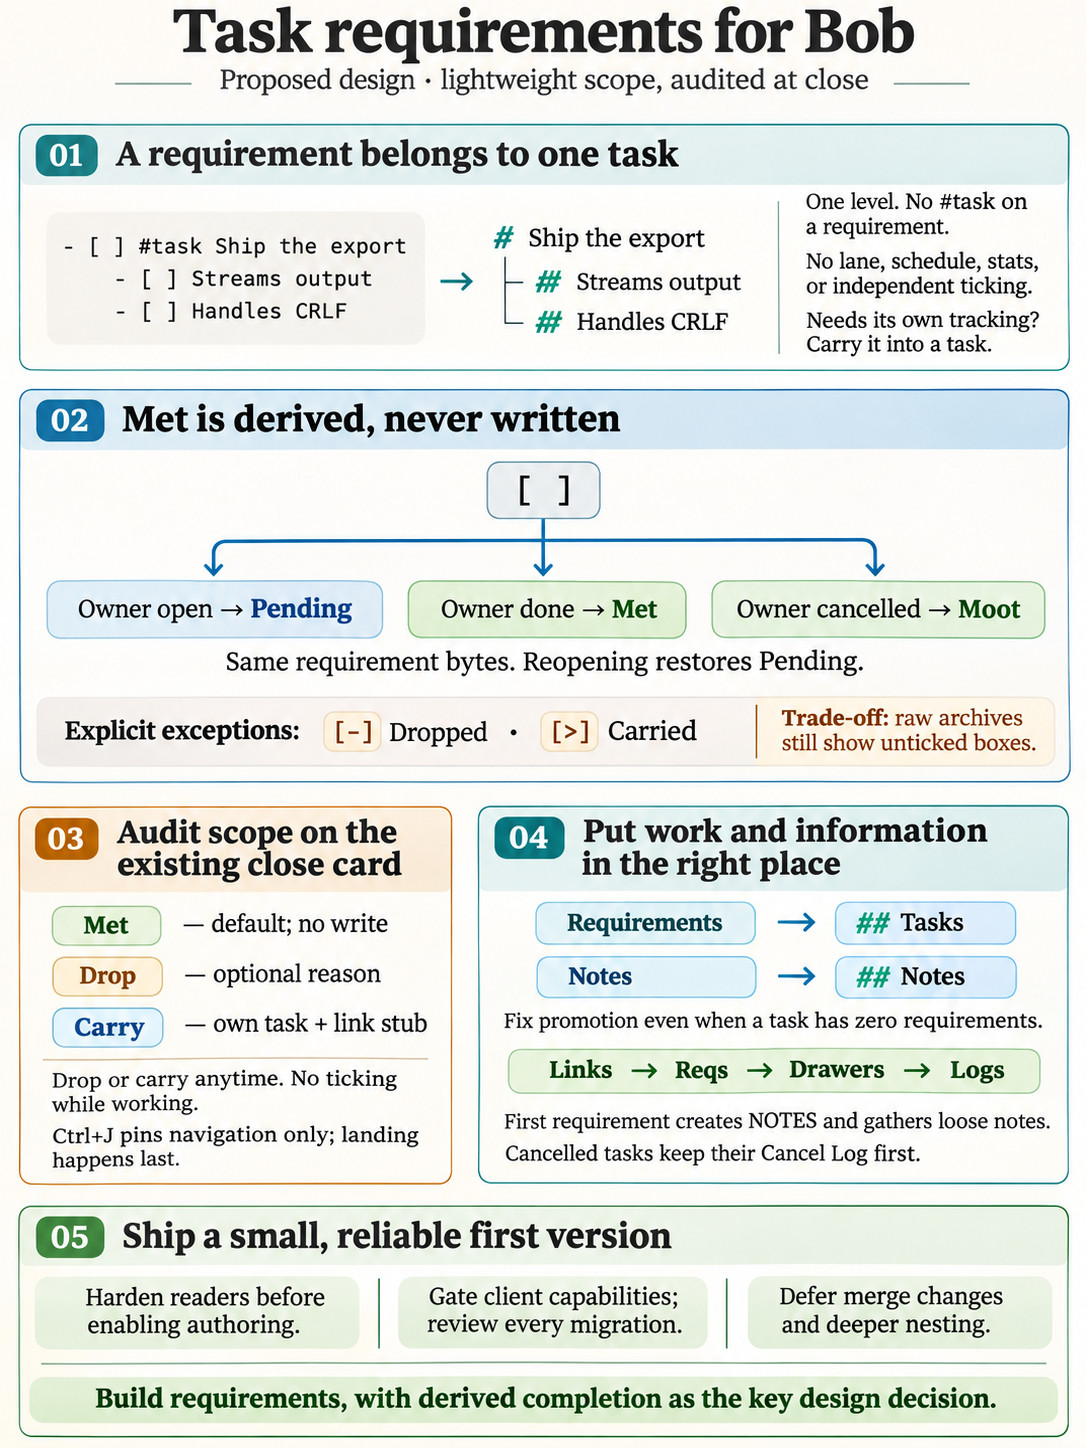 Task requirements for Bob
Proposed design · lightweight scope, audited at close
01 A requirement belongs to one task
- [ ] #task Ship the export
- [ ] Streams output
- [ ] Handles CRLF
→
# Ship the export
## Streams output
## Handles CRLF
One level. No #task on
a requirement.
No lane, schedule, stats,
or independent ticking.
Needs its own tracking?
Carry it into a task.
02 Met is derived, never written
[ ]
Owner open → Pending
Owner done → Met
Owner cancelled → Moot
Same requirement bytes. Reopening restores Pending.
Explicit exceptions: [-] Dropped • [>] Carried
Trade-off: raw archives
still show unticked boxes.
03 Audit scope on the
existing close card
Met — default; no write
Drop — optional reason
Carry — own task + link stub
Drop or carry anytime. No ticking
while working.
Ctrl+J pins navigation only; landing
happens last.
04 Put work and information
in the right place
Requirements → ## Tasks
Notes → ## Notes
Fix promotion even when a task has zero requirements.
Links → Reqs → Drawers → Logs
First requirement creates NOTES and gathers loose notes.
Cancelled tasks keep their Cancel Log first.
05 Ship a small, reliable first version
Harden readers before
enabling authoring.
Gate client capabilities;
review every migration.
Defer merge changes
and deeper nesting.
Build requirements, with derived completion as the key design decision.